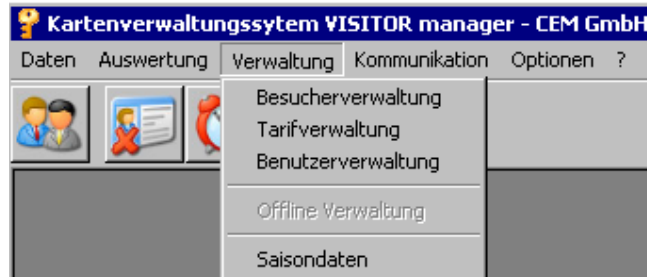 Kartenverwaltungssytem VISITOR manager - CEM GmbH
Daten Auswertung Verwaltung Kommunikation Optionen ?
Besucherverwaltung
Tarifverwaltung
Benutzerverwaltung
Offline Verwaltung
Saisondaten